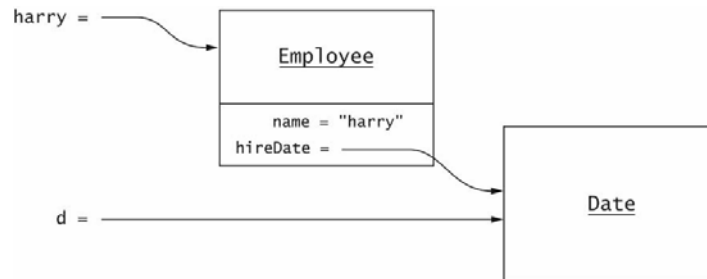 harry =
Employee
name = "harry"
hireDate =
Date
d =